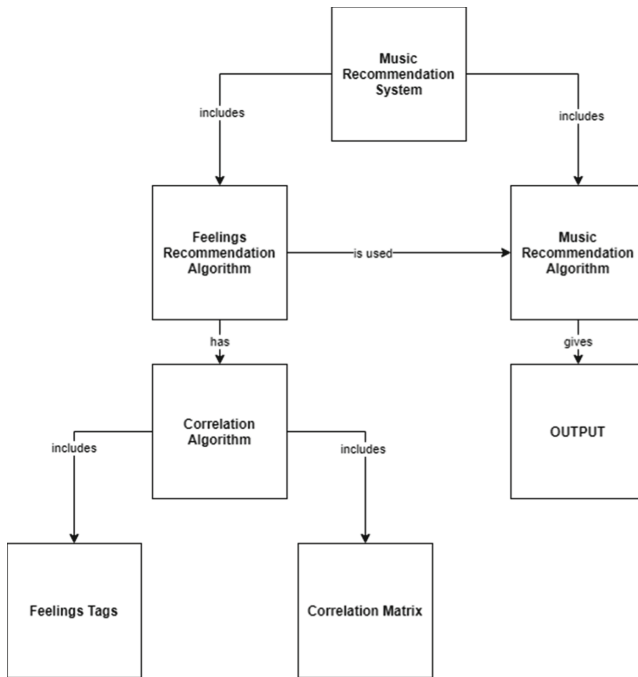 Music
Recommendation
System
includes
includes
Feelings
Recommendation
Algorithm
is used
Music
Recommendation
Algorithm
has
gives
Correlation
Algorithm
OUTPUT
includes
includes
Feelings Tags
Correlation Matrix